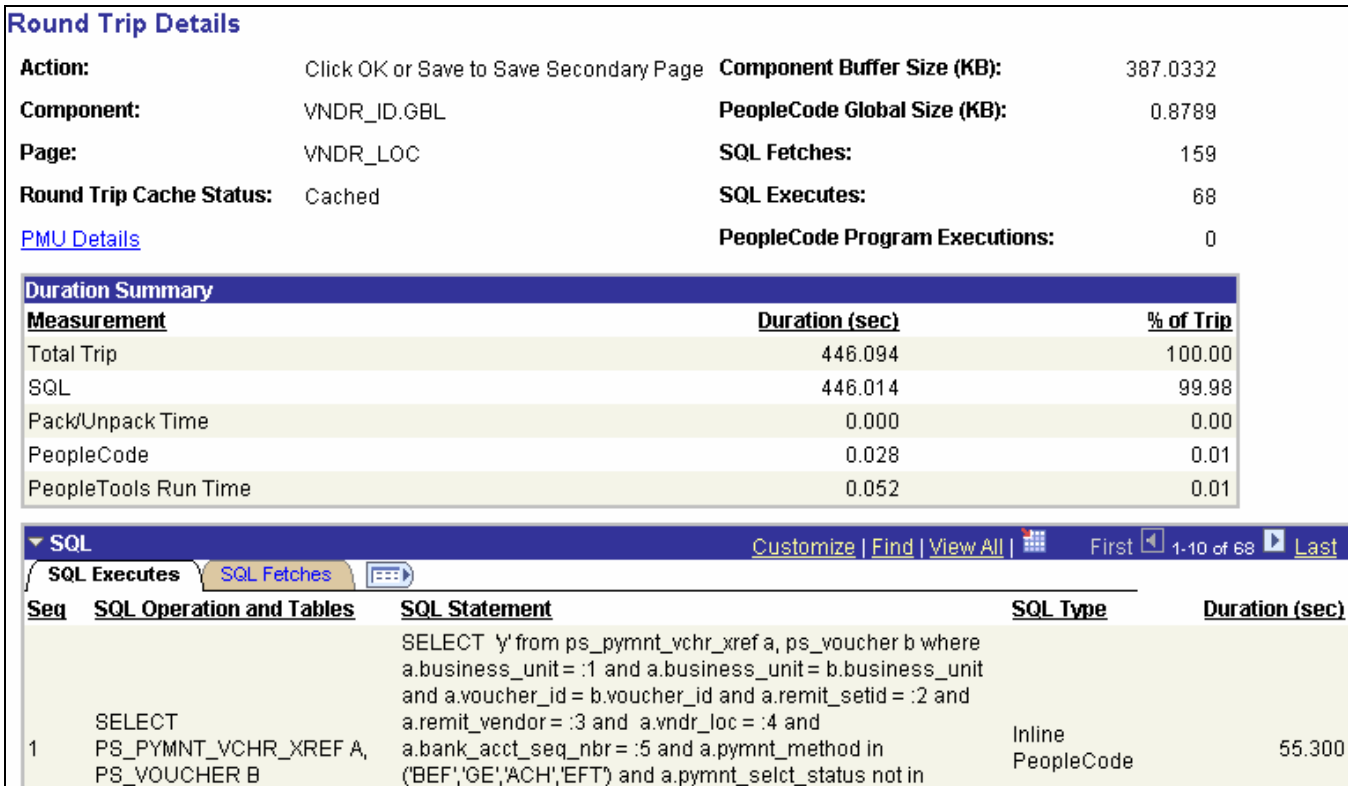 Round Trip Details
Action: Click OK or Save to Save Secondary Page Component Buffer Size (KB): 387.0332
Component: VNDR_ID.GBL PeopleCode Global Size (KB): 0.8789
Page: VNDR_LOC SQL Fetches: 159
Round Trip Cache Status: Cached SQL Executes: 68
PMU Details PeopleCode Program Executions: 0
Duration Summary
Measurement Duration (sec) % of Trip
Total Trip 446.094 100.00
SQL 446.014 99.98
Pack/Unpack Time 0.000 0.00
PeopleCode 0.028 0.01
PeopleTools Run Time 0.052 0.01
SQL Customize | Find | View All | First 1-10 of 68 Last
SQL Executes SQL Fetches
Seq SQL Operation and Tables SQL Statement SQL Type Duration (sec)
1
SELECT
PS_PYMNT_VCHR_XREF A,
PS_VOUCHER B
SELECT 'y' from ps_pymnt_vchr_xref a, ps_voucher b where
a.business_unit = :1 and a.business_unit = b.business_unit
and a.voucher_id = b.voucher_id and a.remit_setid = :2 and
a.remit_vendor = :3 and a.vndr_loc = :4 and
a.bank_acct_seq_nbr = :5 and a.pymnt_method in
('BEF','GE','ACH','EFT') and a.pymnt_selct_status not in
Inline
PeopleCode
55.300